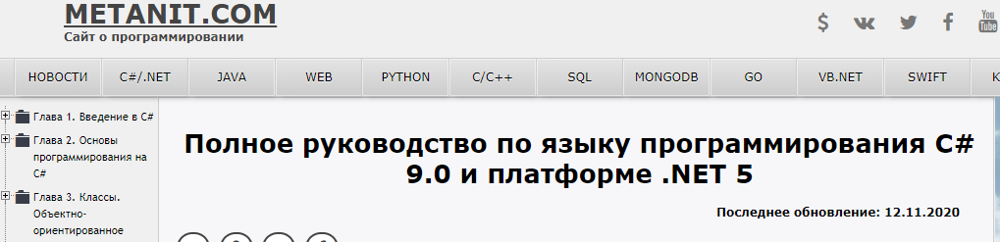 METANIT.COM
Сайт о программировании
НОВОСТИ C#/.NET JAVA WEB PYTHON C/C++ SQL MONGODB GO VB.NET SWIFT
Глава 1. Введение в C#
Глава 2. Основы
программирования на
C#
Глава 3. Классы.
Объектно-
ориентированное
Полное руководство по языку программирования C#
9.0 и платформе .NET 5
Последнее обновление: 12.11.2020
You
Tube